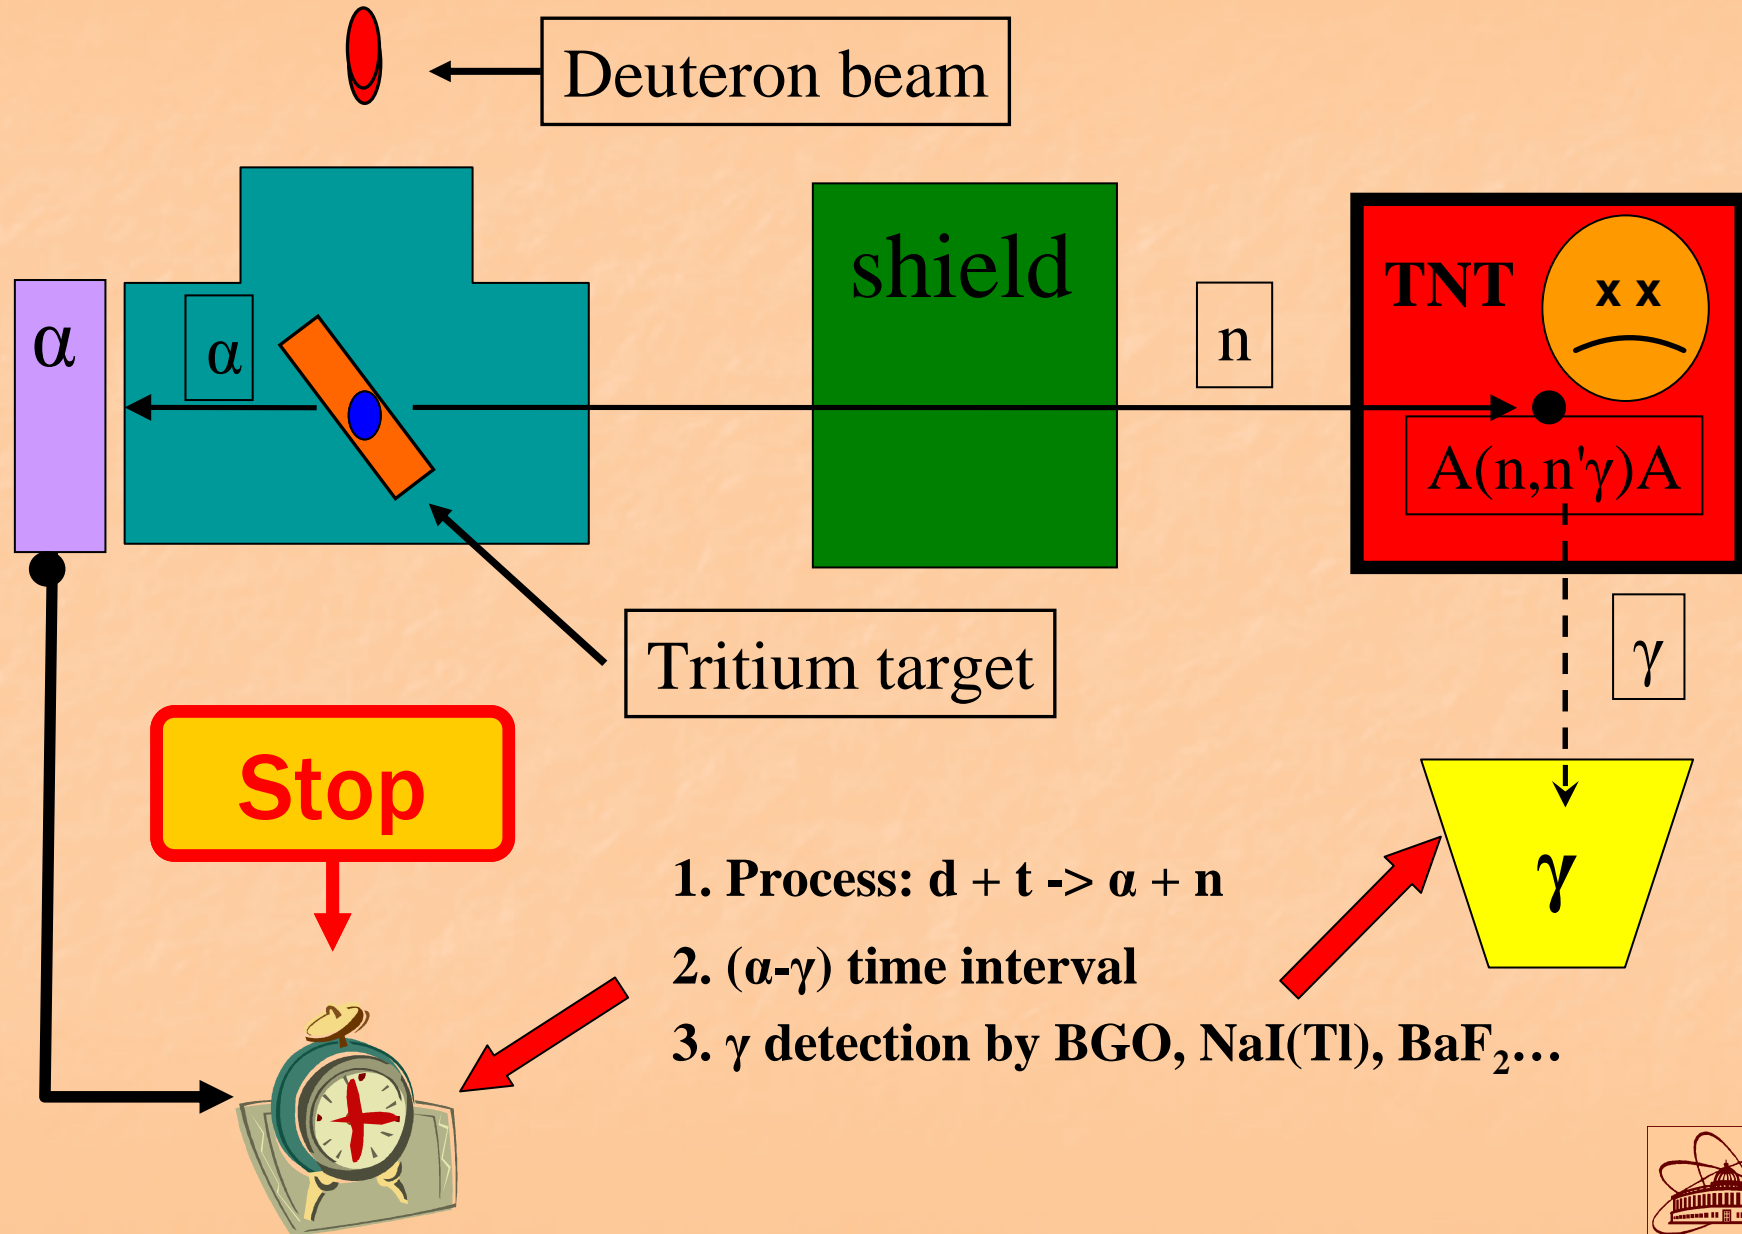 Deuteron beam
shield
TNT
x x
α
α
n
A(n,n'γ)A
Tritium target
γ
Stop
γ
1. Process: d + t -> α + n
2. (α-γ) time interval
3. γ detection by BGO, NaI(Tl), BaF₂…